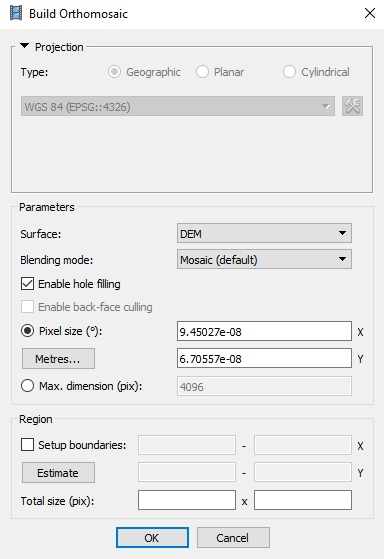 Build Orthomosaic
Projection
Type: Geographic Planar Cylindrical
WGS 84 (EPSG::4326)
Parameters
Surface: DEM
Blending mode: Mosaic (default)
Enable hole filling
Enable back-face culling
Pixel size (°): 9.45027e-08 X
Metres... 6.70557e-08 Y
Max. dimension (pix): 4096
Region
Setup boundaries: - X
Estimate - Y
Total size (pix): x
OK Cancel